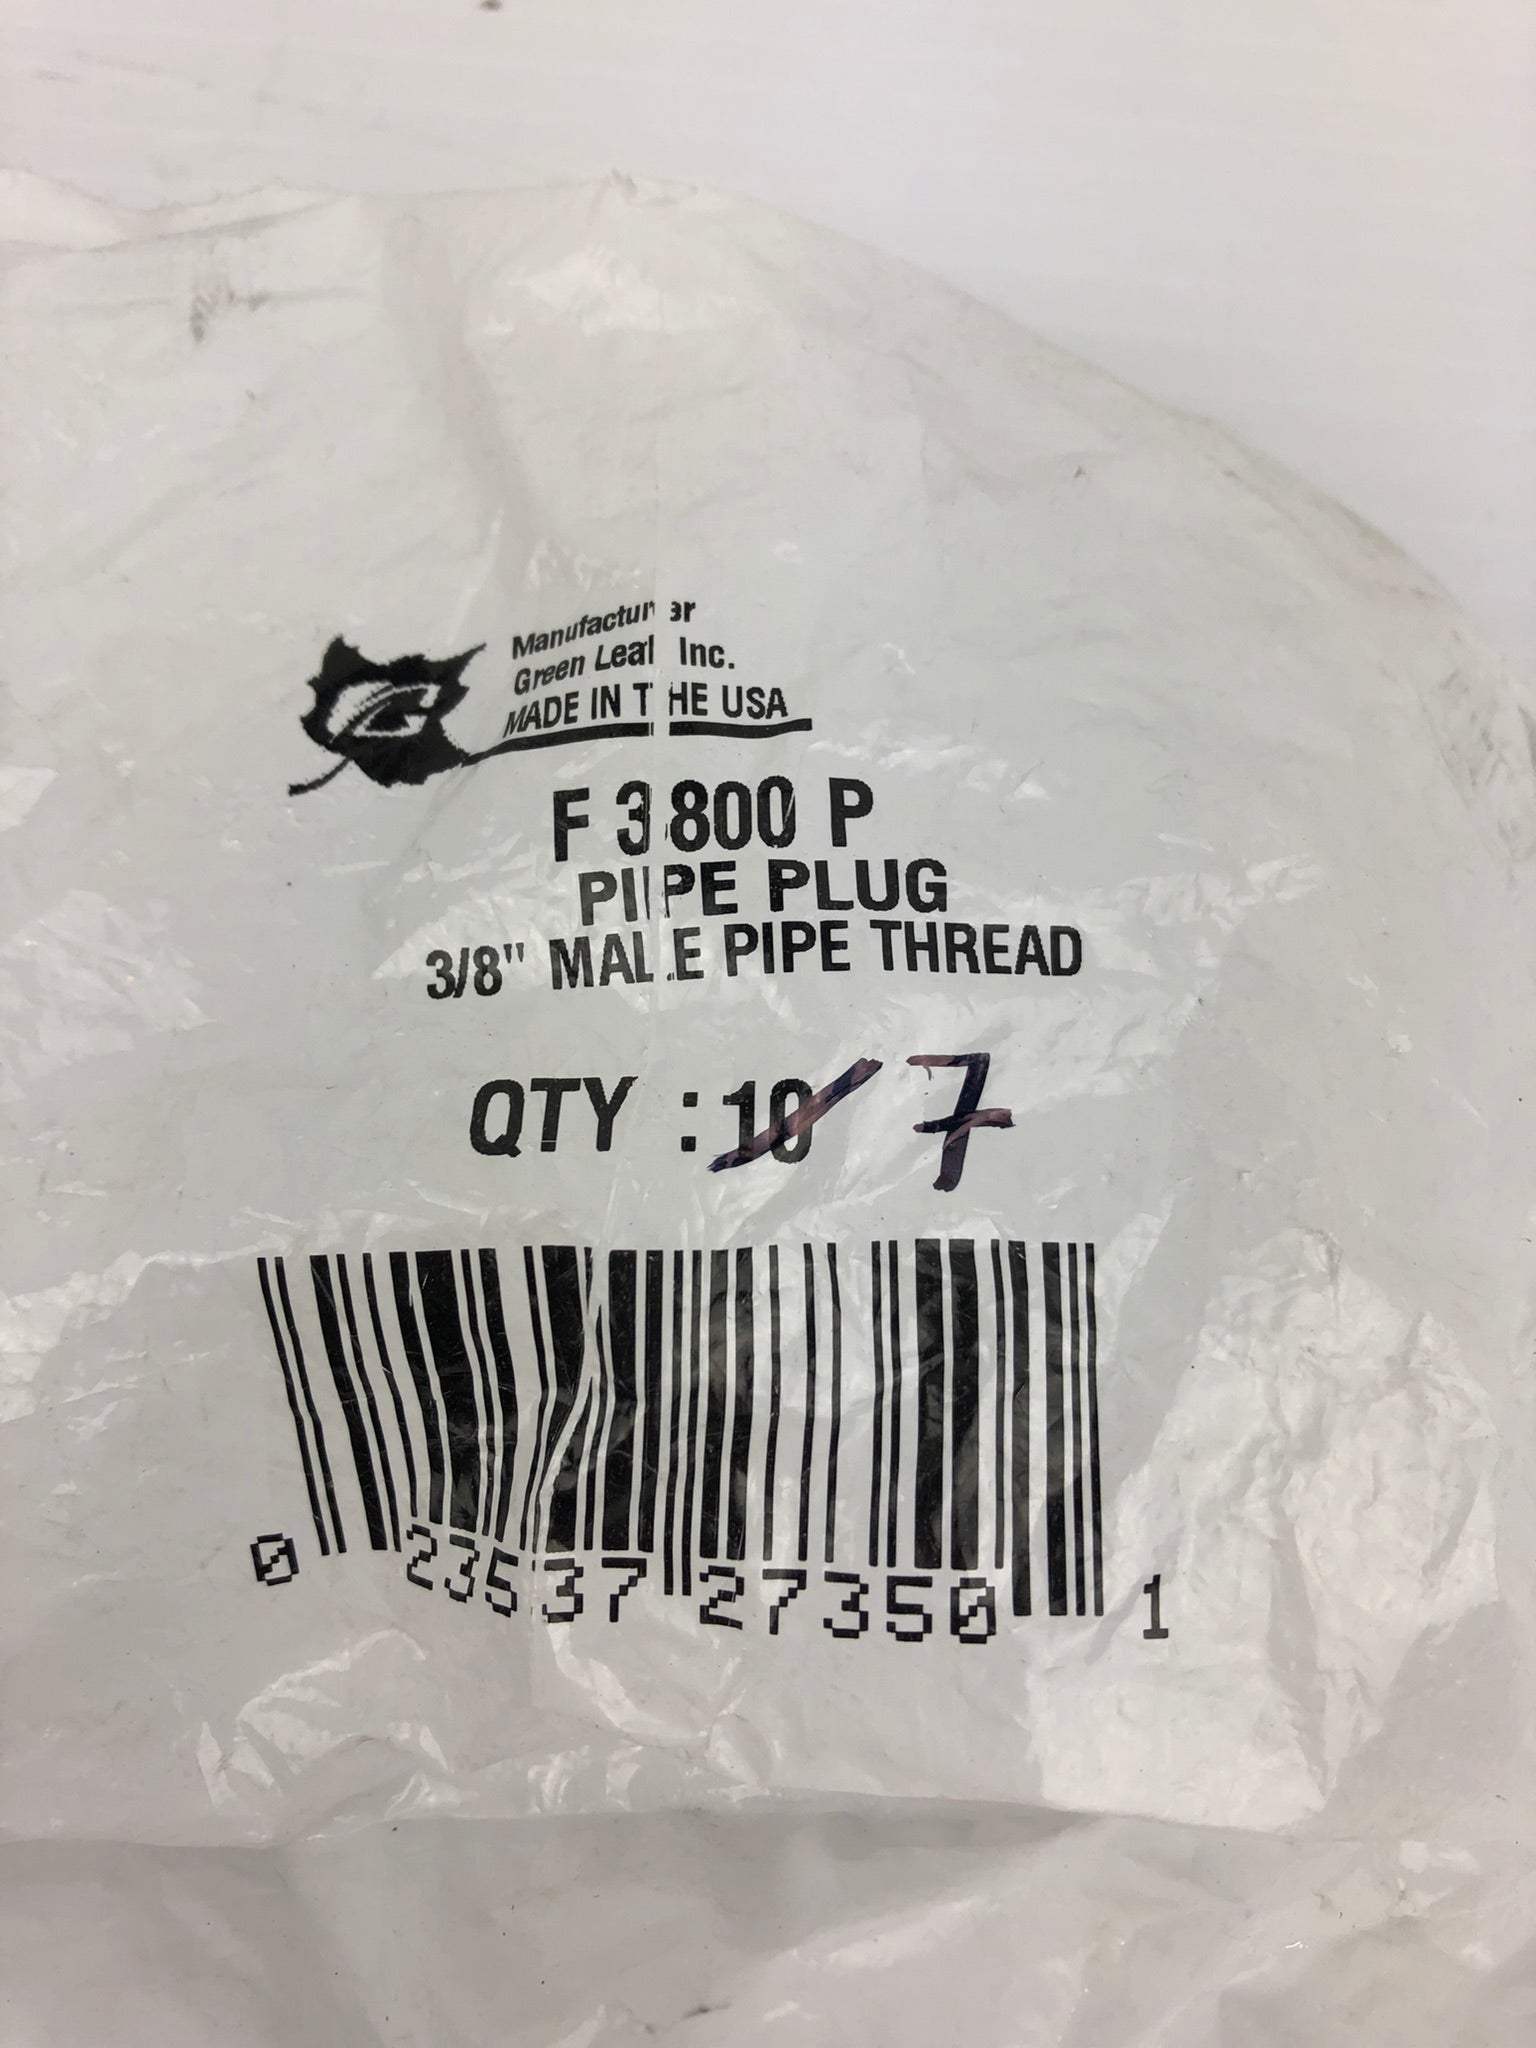 Manufacturer
Green Leaf Inc.
MADE IN THE USA
F 3800 P
PIPE PLUG
3/8" MALE PIPE THREAD
QTY : 10 7
0 23537 27350 1